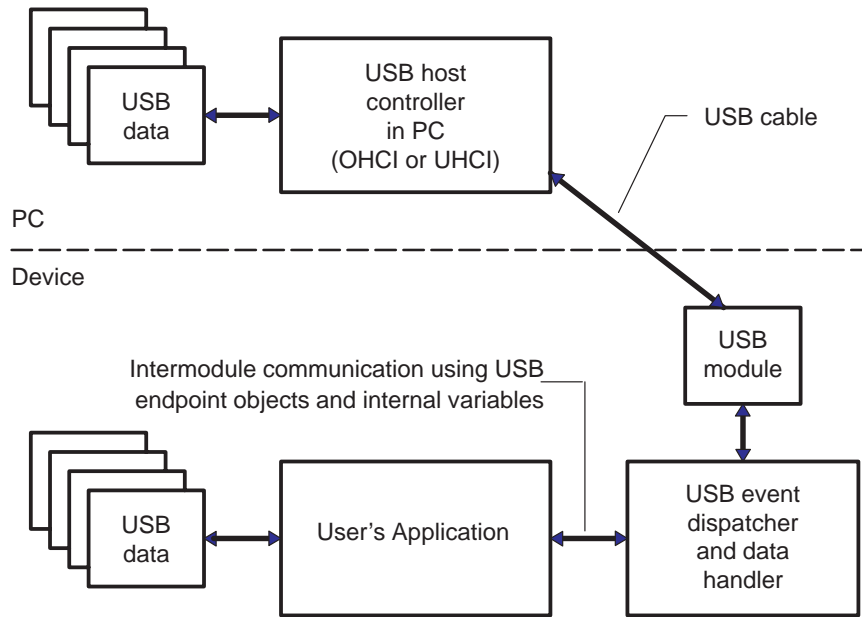 USB
data
USB host
controller
in PC
(OHCI or UHCI)
USB cable
PC
Device
USB
module
Intermodule communication using USB
endpoint objects and internal variables
USB
data
User’s Application
USB event
dispatcher
and data
handler